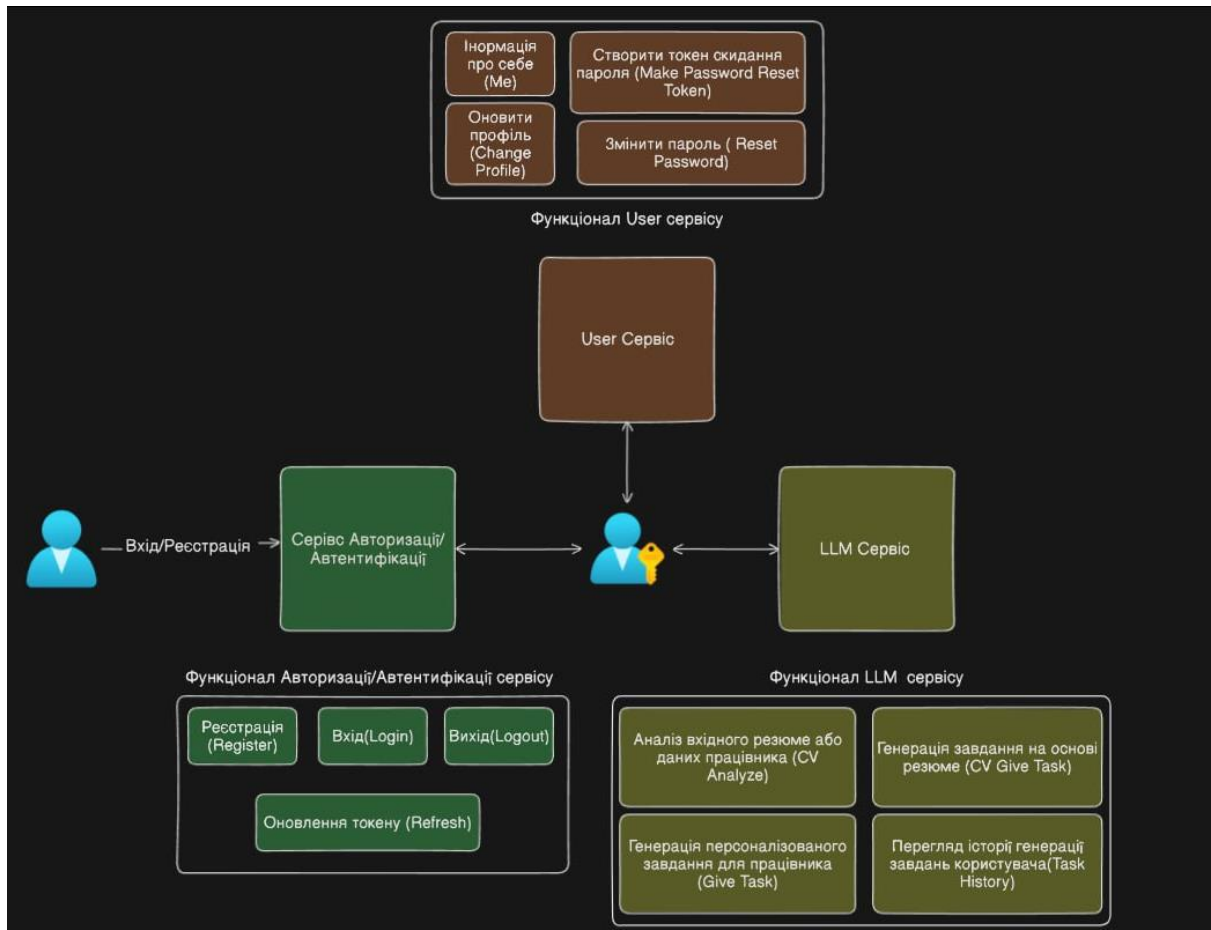 Інормація
про себе
(Me)
Створити токен скидання
пароля (Make Password Reset
Token)
Оновити
профіль
(Change
Profile)
Змінити пароль ( Reset
Password)
Функціонал User сервісу
User Сервіс
Вхід/Реєстрація
Серівс Авторизації/
Автентифікації
LLM Сервіс
Функціонал Авторизації/Автентифікації сервісу
Реєстрація
(Register)
Вхід(Login)
Вихід(Logout)
Оновлення токену (Refresh)
Функціонал LLM сервісу
Аналіз вхідного резюме або
даних працівника (CV
Analyze)
Генерація завдання на основі
резюме (CV Give Task)
Генерація персоналізованого
завдання для працівника
(Give Task)
Перегляд історії генерації
завдань користувача(Task
History)